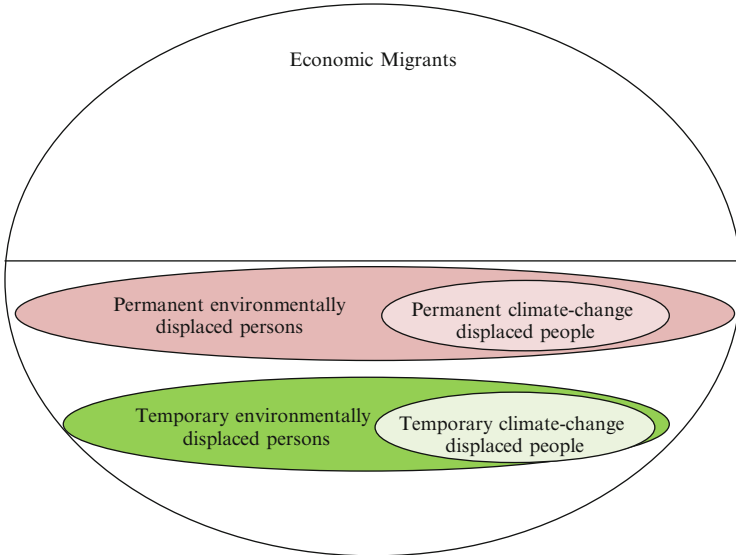 Economic Migrants
Permanent environmentally
displaced persons
Permanent climate-change
displaced people
Temporary environmentally
displaced persons
Temporary climate-change
displaced people